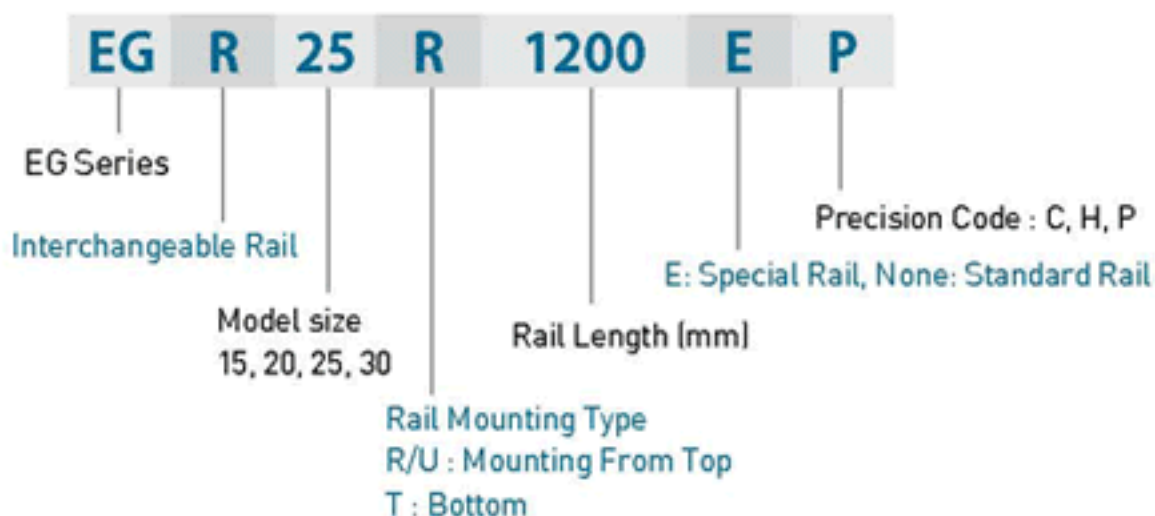 EG R 25 R 1200 E P
EG Series
Precision Code : C, H, P
Interchangeable Rail
E: Special Rail, None: Standard Rail
Model size
15, 20, 25, 30
Rail Length (mm)
Rail Mounting Type
R/U : Mounting From Top
T : Bottom